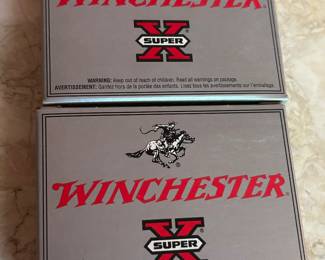 WINCHESTER®
SUPER X
WARNING: Keep out of reach of children. Read all warnings on package.
AVERTISSEMENT: Gardez hors de la portée des enfants. Lisez tous les avertissements sur l'emballage.
WINCHESTER®
SUPER X